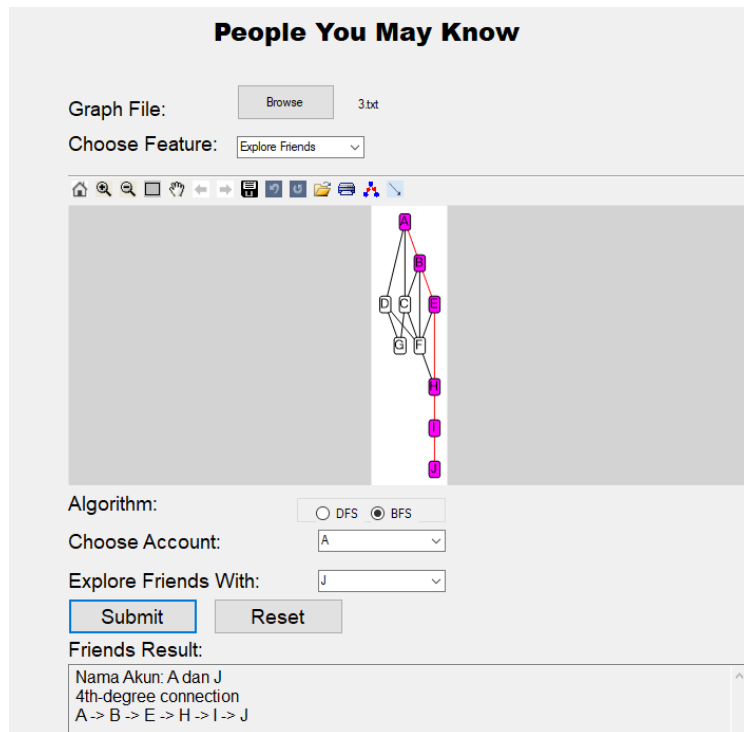 People You May Know
Graph File:
Browse
3.txt
Choose Feature:
Explore Friends
A
B
D
C
E
G
F
H
I
J
Algorithm:
DFS
BFS
Choose Account:
A
Explore Friends With:
J
Submit
Reset
Friends Result:
Nama Akun: A dan J
4th-degree connection
A -> B -> E -> H -> I -> J